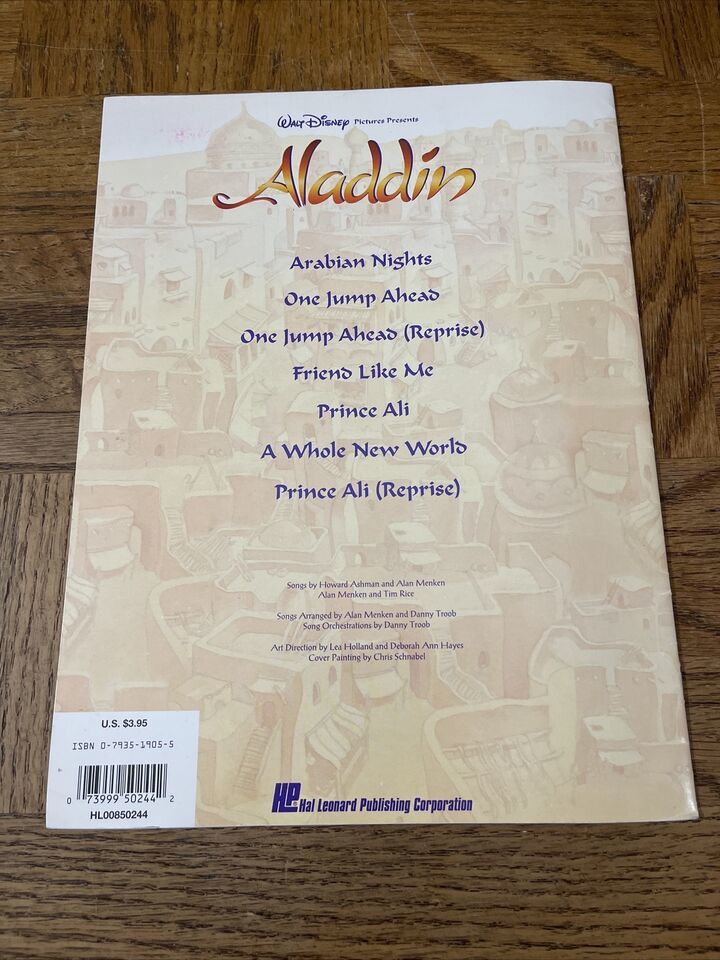 Walt Disney Pictures Presents
Aladdin
Arabian Nights
One Jump Ahead
One Jump Ahead (Reprise)
Friend Like Me
Prince Ali
A Whole New World
Prince Ali (Reprise)
Songs by Howard Ashman and Alan Menken
Alan Menken and Tim Rice
Songs Arranged by Alan Menken and Danny Troob
Song Orchestrations by Danny Troob
Art Direction by Lea Holland and Deborah Ann Hayes
Cover Painting by Chris Schnabel
U.S. $3.95
ISBN 0-7935-1905-5
0 73999 50244 2
HL00850244
HL Hal Leonard Publishing Corporation